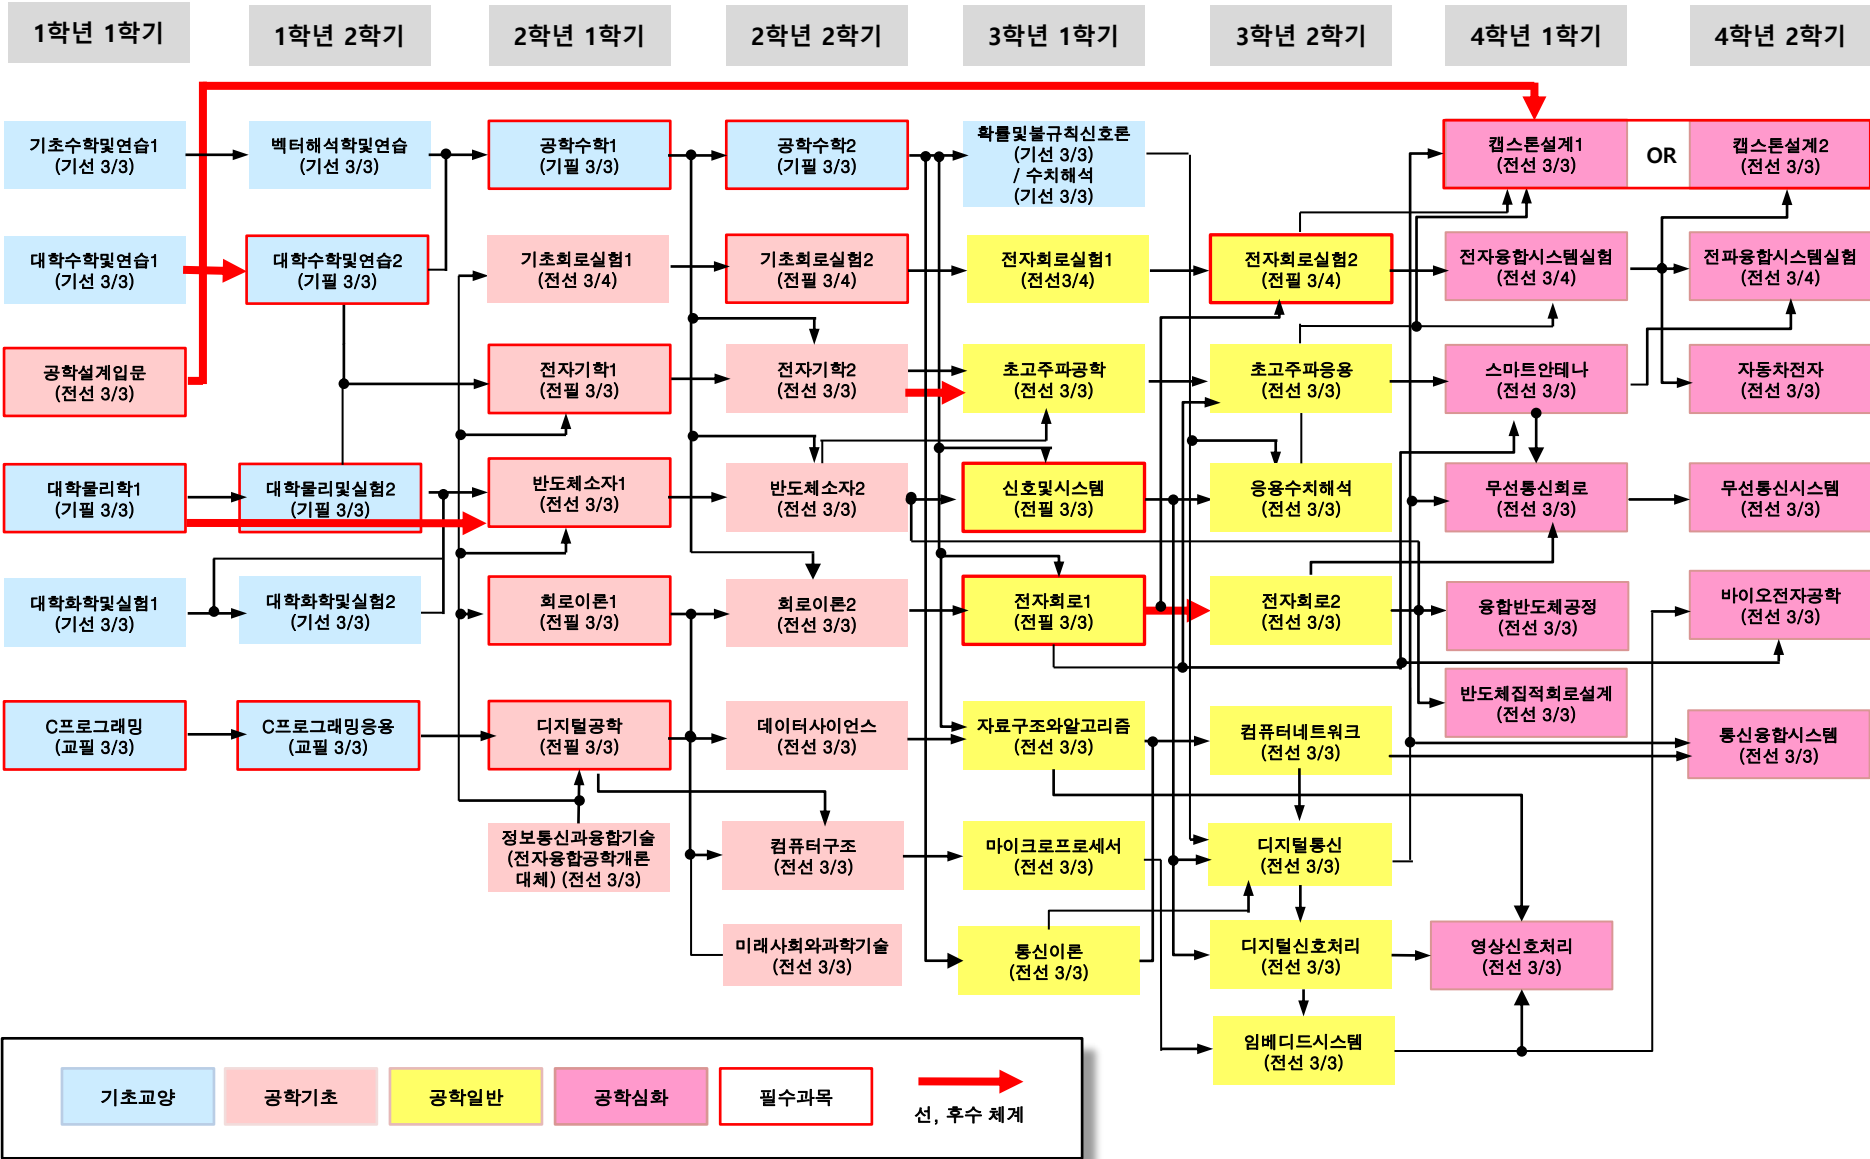 1학년 1학기
1학년 2학기
2학년 1학기
2학년 2학기
3학년 1학기
3학년 2학기
4학년 1학기
4학년 2학기
기초수학및연습1
(기선 3/3)
벡터해석학및연습
(기선 3/3)
공학수학1
(기필 3/3)
공학수학2
(기필 3/3)
확률및불규칙신호론
(기선 3/3)
/ 수치해석
(기선 3/3)
캡스톤설계1
(전선 3/3)
OR
캡스톤설계2
(전선 3/3)
대학수학및연습1
(기선 3/3)
대학수학및연습2
(기필 3/3)
기초회로실험1
(전선 3/4)
기초회로실험2
(전필 3/4)
전자회로실험1
(전선3/4)
전자회로실험2
(전필 3/4)
전자융합시스템실험
(전선 3/4)
전파융합시스템실험
(전선 3/4)
공학설계입문
(전선 3/3)
전자기학1
(전필 3/3)
전자기학2
(전선 3/3)
초고주파공학
(전선 3/3)
초고주파응용
(전선 3/3)
스마트안테나
(전선 3/3)
자동차전자
(전선 3/3)
대학물리학1
(기필 3/3)
대학물리및실험2
(기필 3/3)
반도체소자1
(전선 3/3)
반도체소자2
(전선 3/3)
신호및시스템
(전필 3/3)
응용수치해석
(전선 3/3)
무선통신회로
(전선 3/3)
무선통신시스템
(전선 3/3)
대학화학및실험1
(기선 3/3)
대학화학및실험2
(기선 3/3)
회로이론1
(전필 3/3)
회로이론2
(전선 3/3)
전자회로1
(전필 3/3)
전자회로2
(전선 3/3)
융합반도체공정
(전선 3/3)
바이오전자공학
(전선 3/3)
반도체집적회로설계
(전선 3/3)
C프로그래밍
(교필 3/3)
C프로그래밍응용
(교필 3/3)
디지털공학
(전필 3/3)
데이터사이언스
(전선 3/3)
자료구조와알고리즘
(전선 3/3)
컴퓨터네트워크
(전선 3/3)
통신융합시스템
(전선 3/3)
정보통신과융합기술
(전자융합공학개론
대체) (전선 3/3)
컴퓨터구조
(전선 3/3)
마이크로프로세서
(전선 3/3)
디지털통신
(전선 3/3)
미래사회와과학기술
(전선 3/3)
통신이론
(전선 3/3)
디지털신호처리
(전선 3/3)
영상신호처리
(전선 3/3)
임베디드시스템
(전선 3/3)
기초교양
공학기초
공학일반
공학심화
필수과목
선, 후수 체계